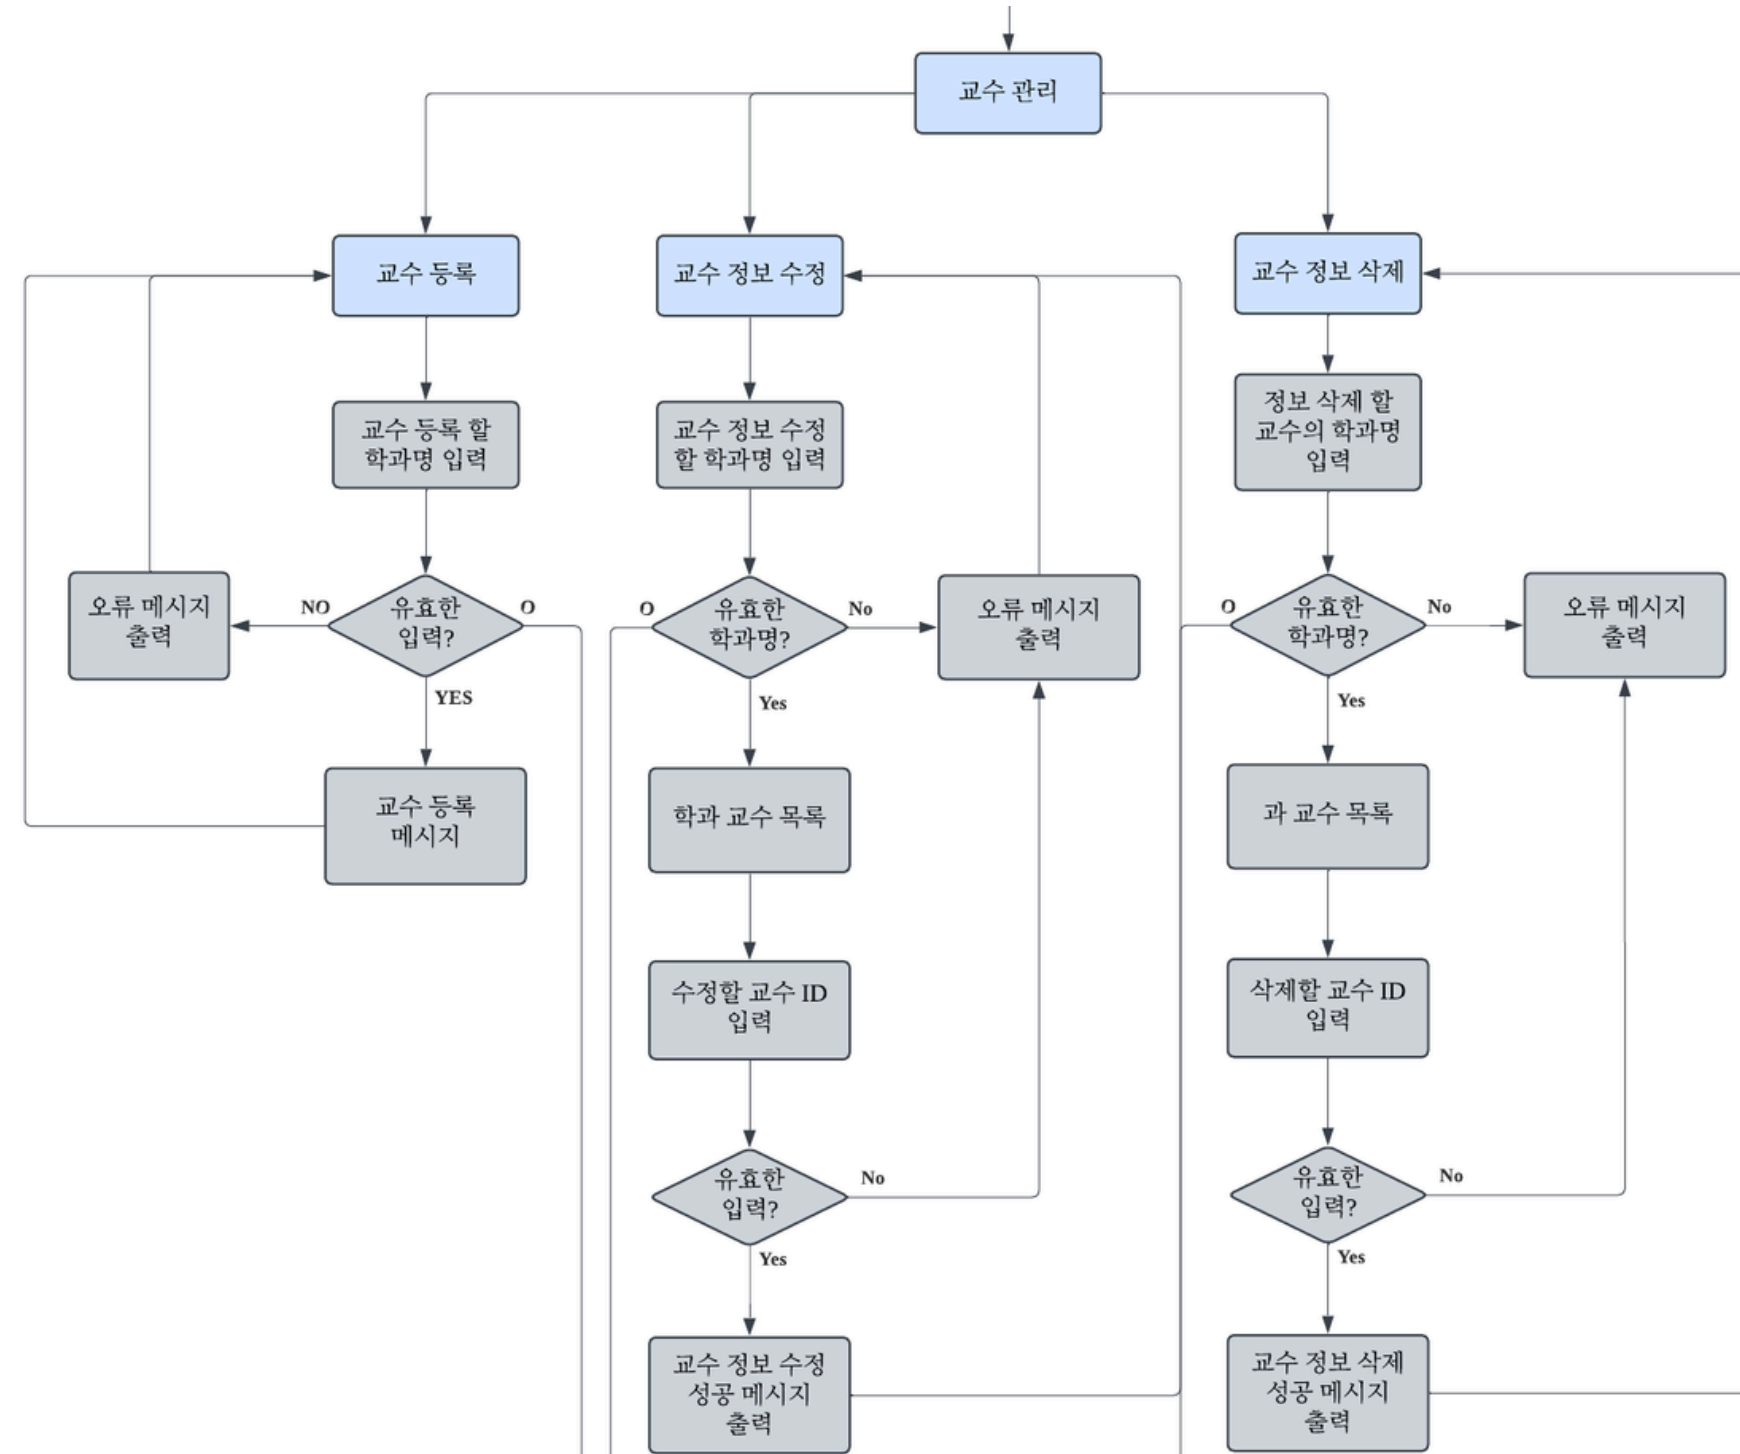 교수 관리
교수 등록
교수 정보 수정
교수 정보 삭제
교수 등록 할
학과명 입력
교수 정보 수정
할 학과명 입력
정보 삭제 할
교수의 학과명
입력
오류 메시지
출력
NO
유효한
입력?
O
YES
O
유효한
학과명?
No
Yes
오류 메시지
출력
O
유효한
학과명?
No
Yes
오류 메시지
출력
교수 등록
메시지
학과 교수 목록
과 교수 목록
수정할 교수 ID
입력
삭제할 교수 ID
입력
유효한
입력?
No
Yes
유효한
입력?
No
Yes
교수 정보 수정
성공 메시지
출력
교수 정보 삭제
성공 메시지
출력